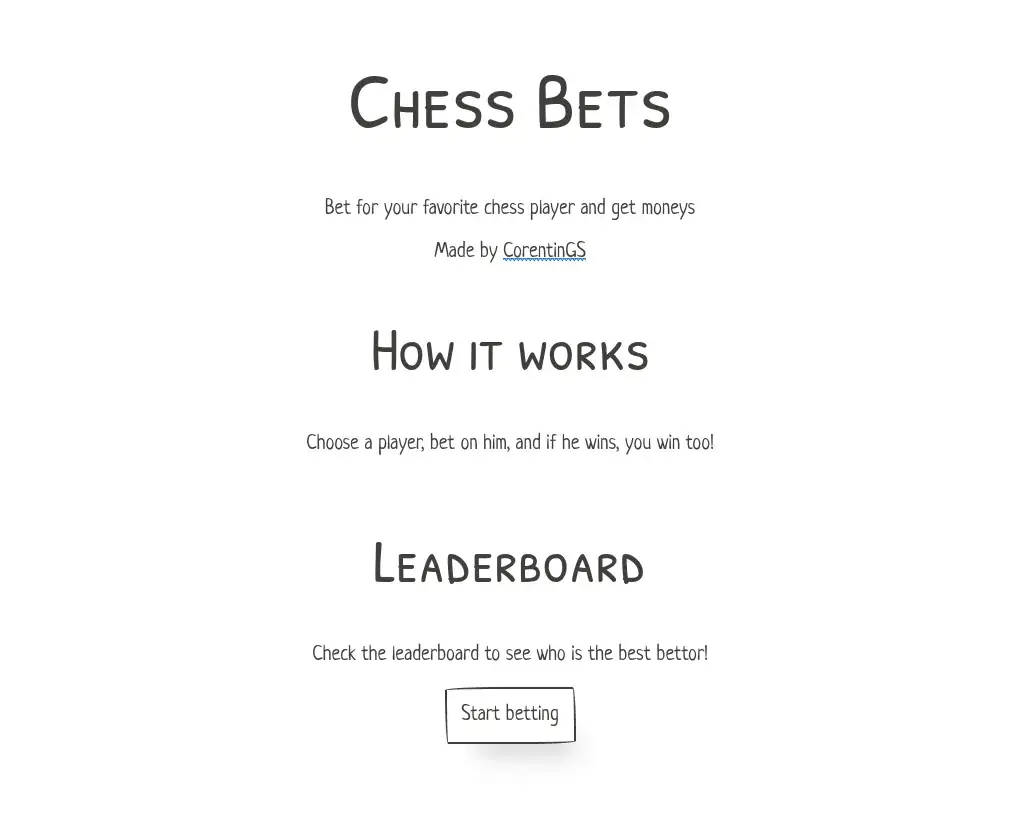 Chess Bets
Bet for your favorite chess player and get moneys
Made by CorentinGS
How it works
Choose a player, bet on him, and if he wins, you win too!
Leaderboard
Check the leaderboard to see who is the best bettor!
Start betting